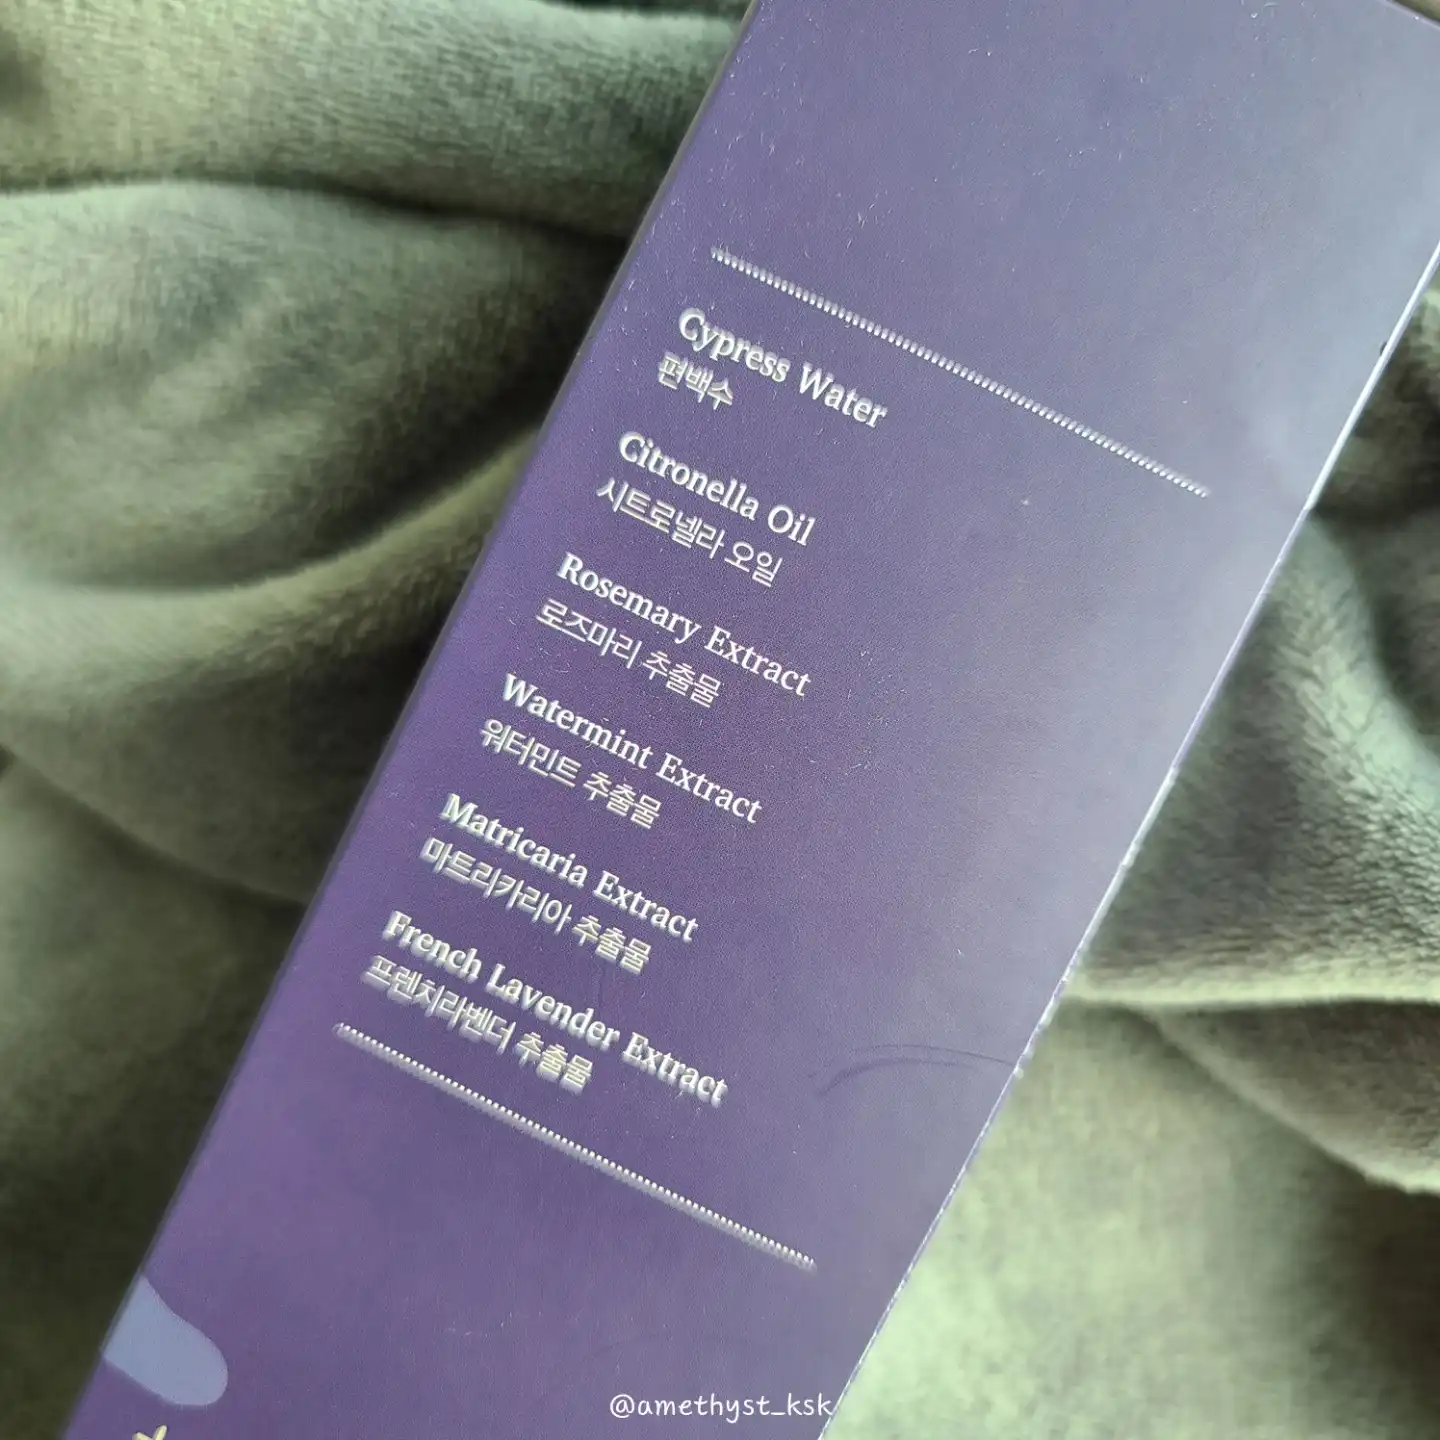 Cypress Water
편백수
Citronella Oil
시트로넬라 오일
Rosemary Extract
로즈마리 추출물
Watermint Extract
워터민트 추출물
Matricaria Extract
마트리카리아 추출물
French Lavender Extract
프렌치라벤더 추출물
@amethyst_ksk